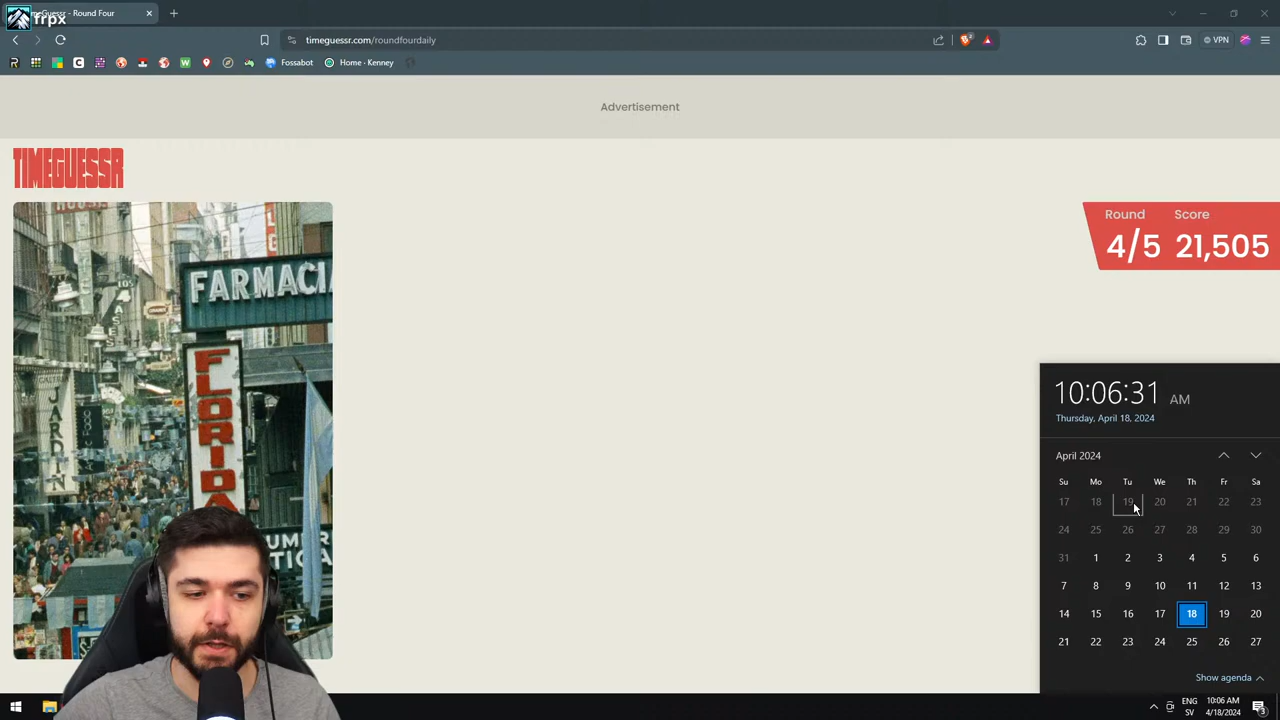 frpx
meGuessr - Round Four
timeguessr.com/roundfourdaily
2
VPN
Fossabot
Home · Kenney
Advertisement
TIMEGUESSR
Round
Score
4/5
21,505
FARMACI
FLORIDA
JARDIN
10:06:31 AM
Thursday, April 18, 2024
April 2024
Su Mo Tu We Th Fr Sa
17 18 19 20 21 22 23
24 25 26 27 28 29 30
31 1 2 3 4 5 6
7 8 9 10 11 12 13
14 15 16 17 18 19 20
21 22 23 24 25 26 27
Show agenda
ENG
SV
10:06 AM
4/18/2024
3